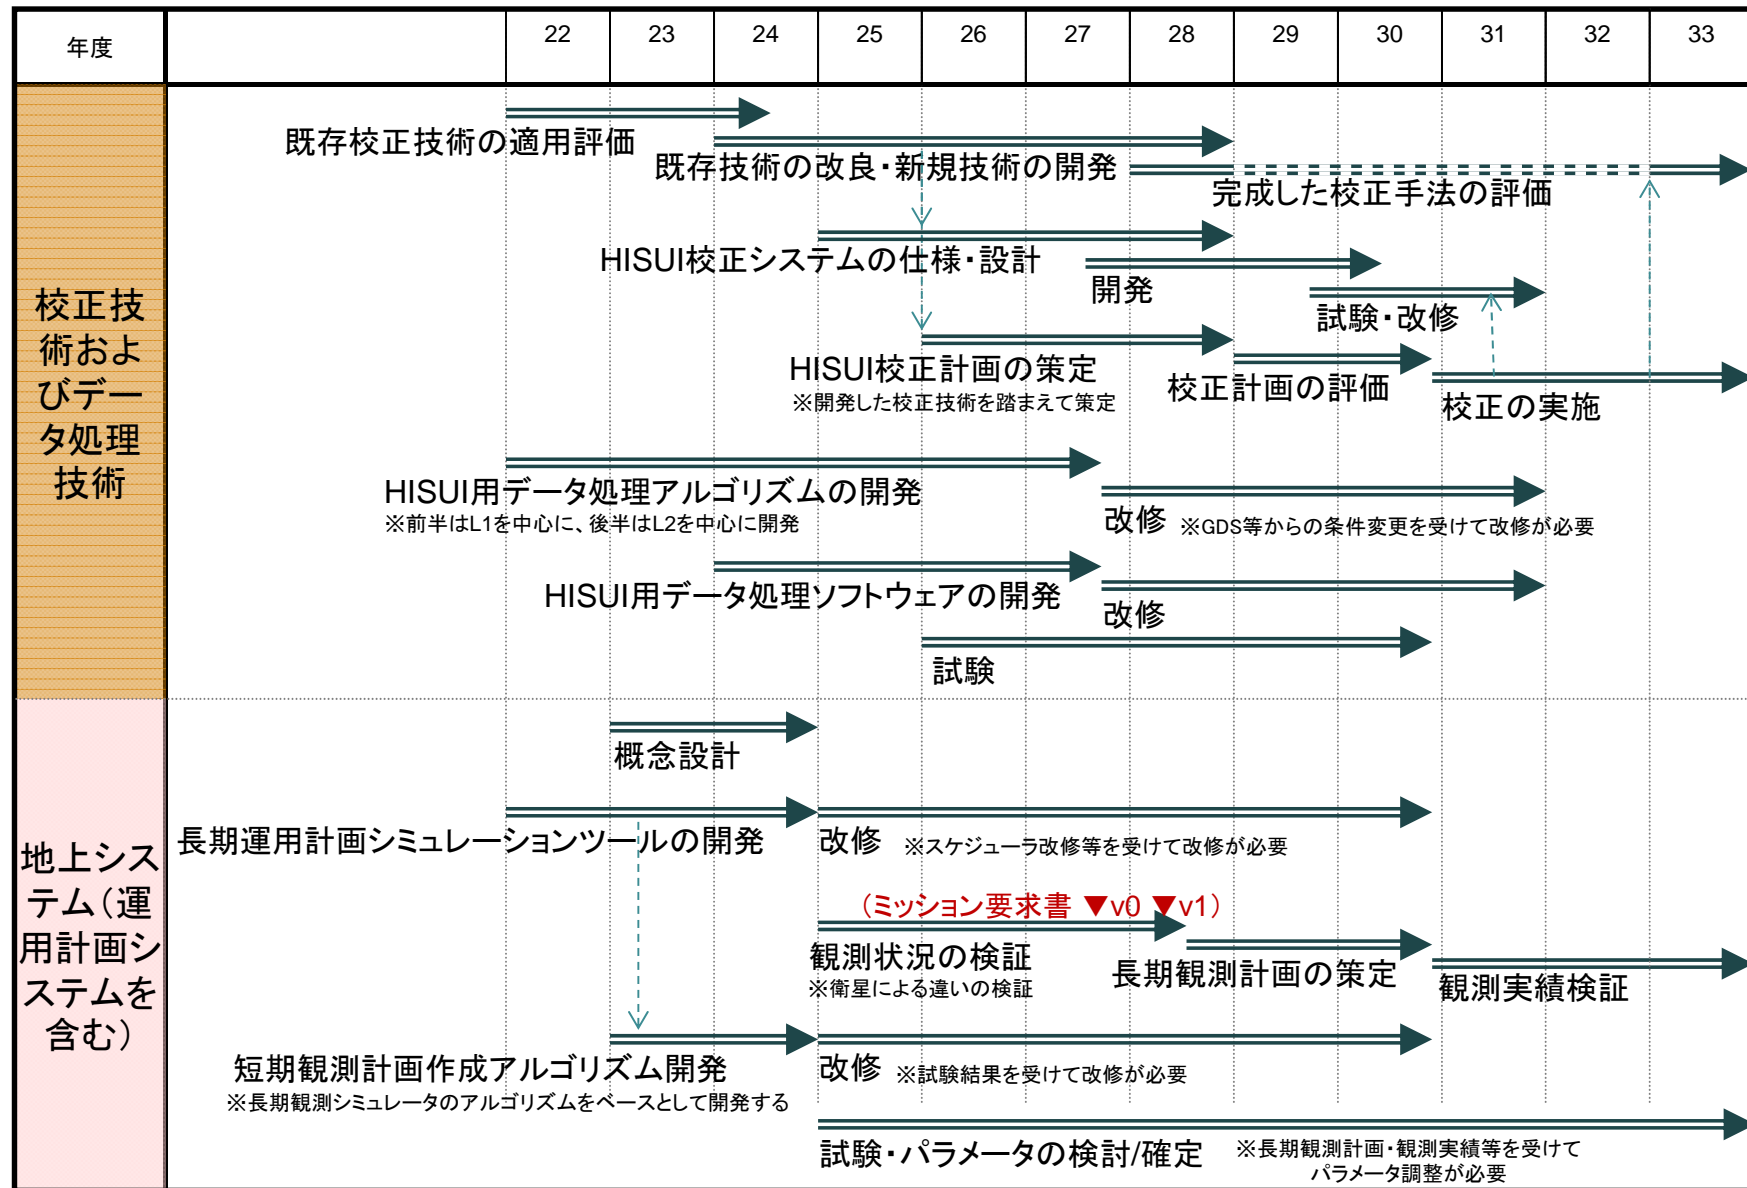 年度 22 23 24 25 26 27 28 29 30 31 32 33
校正技
術およ
びデー
タ処理
技術
既存校正技術の適用評価
既存技術の改良・新規技術の開発
完成した校正手法の評価
HISUI校正システムの仕様・設計
開発
試験・改修
HISUI校正計画の策定
※開発した校正技術を踏まえて策定
校正計画の評価
校正の実施
HISUI用データ処理アルゴリズムの開発
※前半はL1を中心に、後半はL2を中心に開発
改修 ※GDS等からの条件変更を受けて改修が必要
HISUI用データ処理ソフトウェアの開発
改修
試験
地上シス
テム（運
用計画シ
ステムを
含む）
概念設計
長期運用計画シミュレーションツールの開発
改修 ※スケジューラ改修等を受けて改修が必要
（ミッション要求書 ▼v0 ▼v1）
観測状況の検証
※衛星による違いの検証
長期観測計画の策定
観測実績検証
短期観測計画作成アルゴリズム開発
※長期観測シミュレータのアルゴリズムをベースとして開発する
改修 ※試験結果を受けて改修が必要
試験・パラメータの検討/確定
※長期観測計画・観測実績等を受けて
パラメータ調整が必要